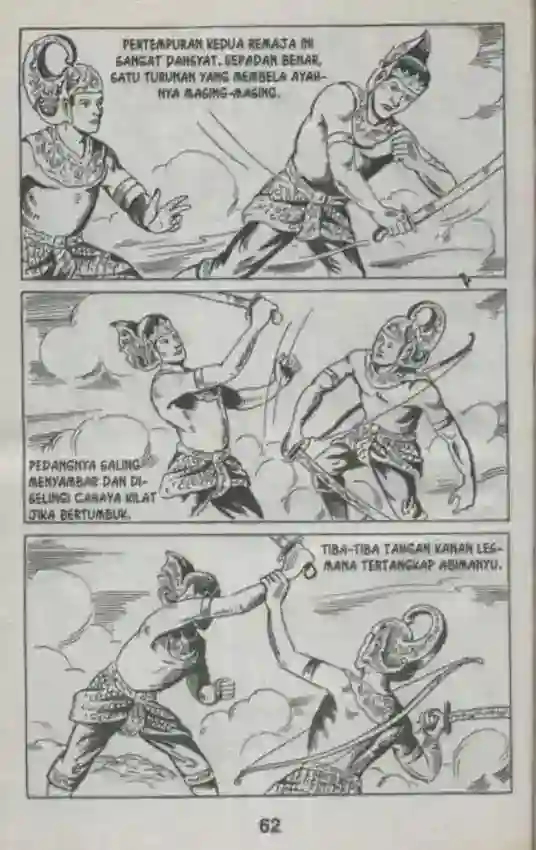 PERTEMPURAN KEDUA REMAJA INI
SANGAT DAHSYAT. SEPADAN BENAR,
SATU TURUNAN YANG MEMBELA AYAH-
NYA MASING-MASING.
PEDANGNYA SALING
MENYAMBAR DAN DI-
SELINGI CAHAYA KILAT
JIKA BERTUMBUK.
TIBA-TIBA TANGAN KANAN LES-
MANA TERTANGKAP ABIMANYU.
62